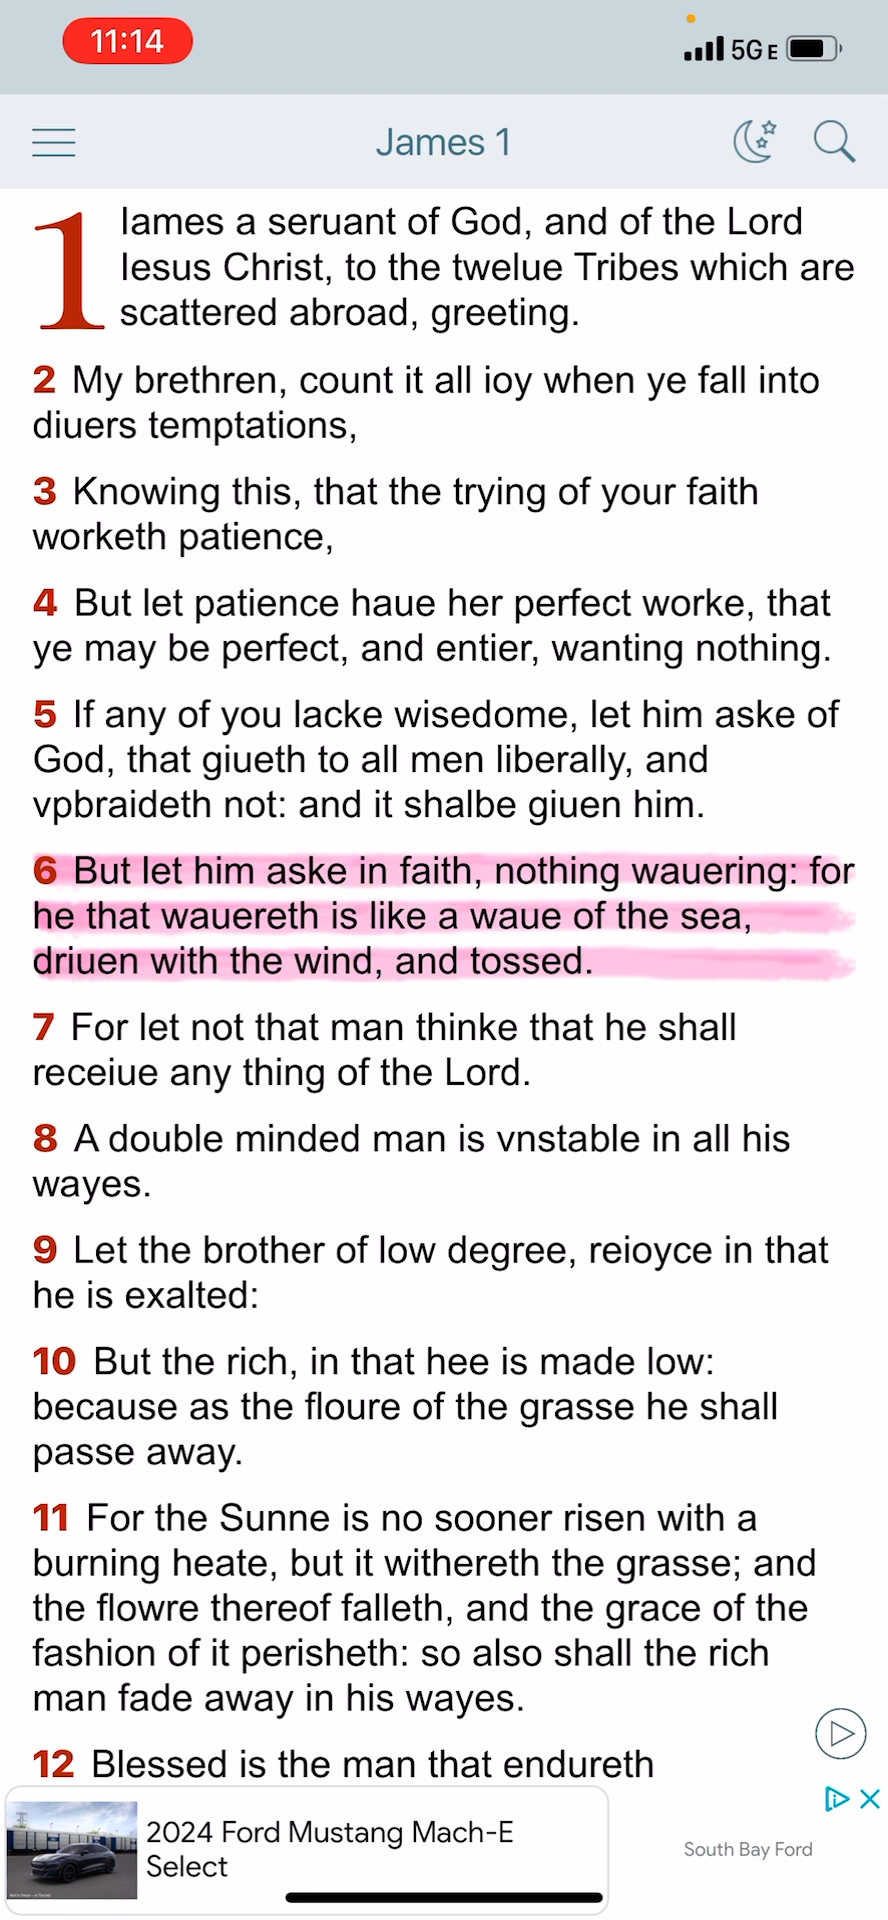 11:14
5G E
James 1
1 Iames a seruant of God, and of the Lord
Iesus Christ, to the twelue Tribes which are
scattered abroad, greeting.
2 My brethren, count it all ioy when ye fall into
diuers temptations,
3 Knowing this, that the trying of your faith
worketh patience,
4 But let patience haue her perfect worke, that
ye may be perfect, and entier, wanting nothing.
5 If any of you lacke wisedome, let him aske of
God, that giueth to all men liberally, and
vpbraideth not: and it shalbe giuen him.
6 But let him aske in faith, nothing wauering: for
he that wauereth is like a waue of the sea,
driuen with the wind, and tossed.
7 For let not that man thinke that he shall
receiue any thing of the Lord.
8 A double minded man is vnstable in all his
wayes.
9 Let the brother of low degree, reioyce in that
he is exalted:
10 But the rich, in that hee is made low:
because as the floure of the grasse he shall
passe away.
11 For the Sunne is no sooner risen with a
burning heate, but it withereth the grasse; and
the flowre thereof falleth, and the grace of the
fashion of it perisheth: so also shall the rich
man fade away in his wayes.
12 Blessed is the man that endureth
2024 Ford Mustang Mach-E
Select
South Bay Ford